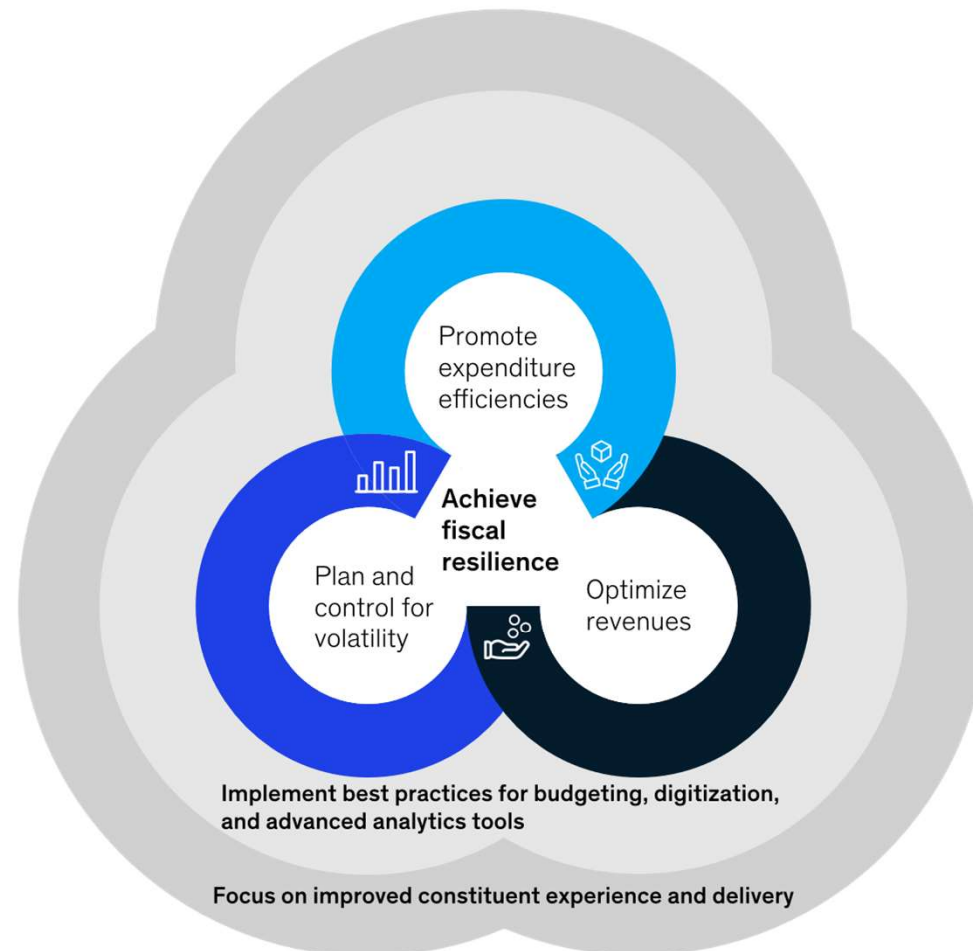 Promote
expenditure
efficiencies
Achieve
fiscal
resilience
Plan and
control for
volatility
Optimize
revenues
Implement best practices for budgeting, digitization,
and advanced analytics tools
Focus on improved constituent experience and delivery